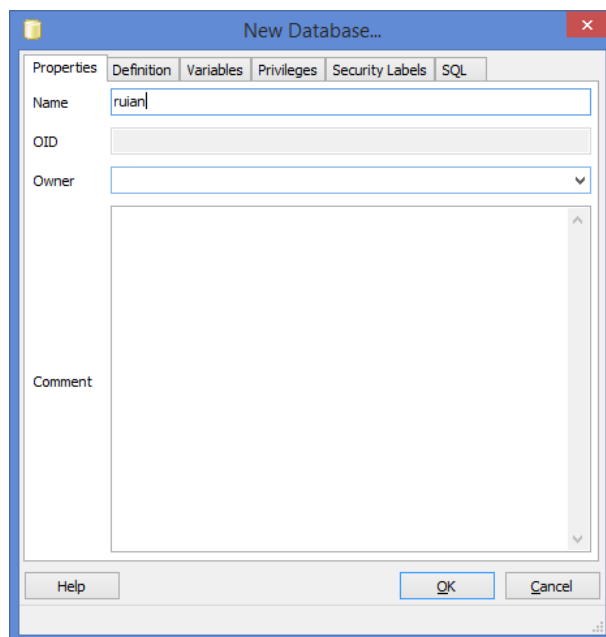 New Database...
Properties Definition Variables Privileges Security Labels SQL
Name ruian
OID
Owner
Comment
Help OK Cancel